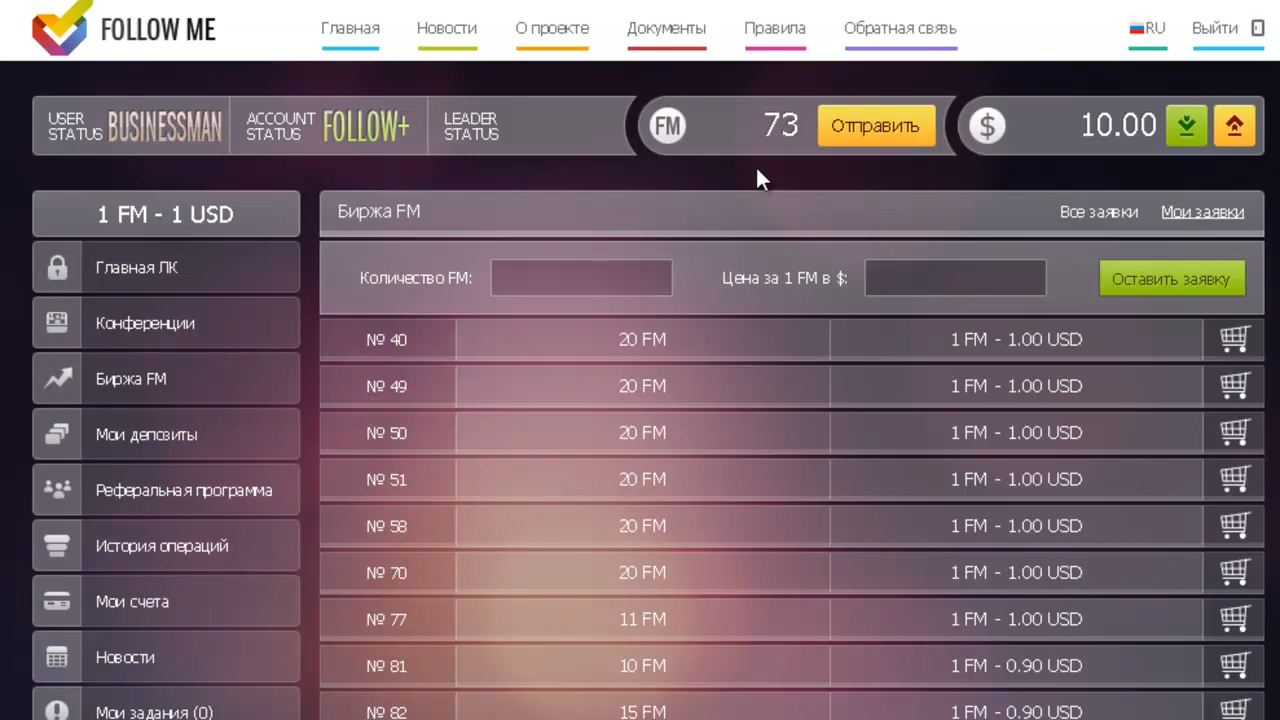 FOLLOW ME
Главная Новости О проекте Документы Правила Обратная связь RU Выйти
USER STATUS BUSINESSMAN ACCOUNT STATUS FOLLOW+ LEADER STATUS FM 73 Отправить $ 10.00
1 FM - 1 USD
Главная ЛК
Конференции
Биржа FM
Мои депозиты
Реферальная программа
История операций
Мои счета
Новости
Мои задания (0)
Биржа FM Все заявки Мои заявки
Количество FM: Цена за 1 FM в $: Оставить заявку
№ 40 20 FM 1 FM - 1.00 USD
№ 49 20 FM 1 FM - 1.00 USD
№ 50 20 FM 1 FM - 1.00 USD
№ 51 20 FM 1 FM - 1.00 USD
№ 58 20 FM 1 FM - 1.00 USD
№ 70 20 FM 1 FM - 1.00 USD
№ 77 11 FM 1 FM - 1.00 USD
№ 81 10 FM 1 FM - 0.90 USD
№ 82 15 FM 1 FM - 0.90 USD